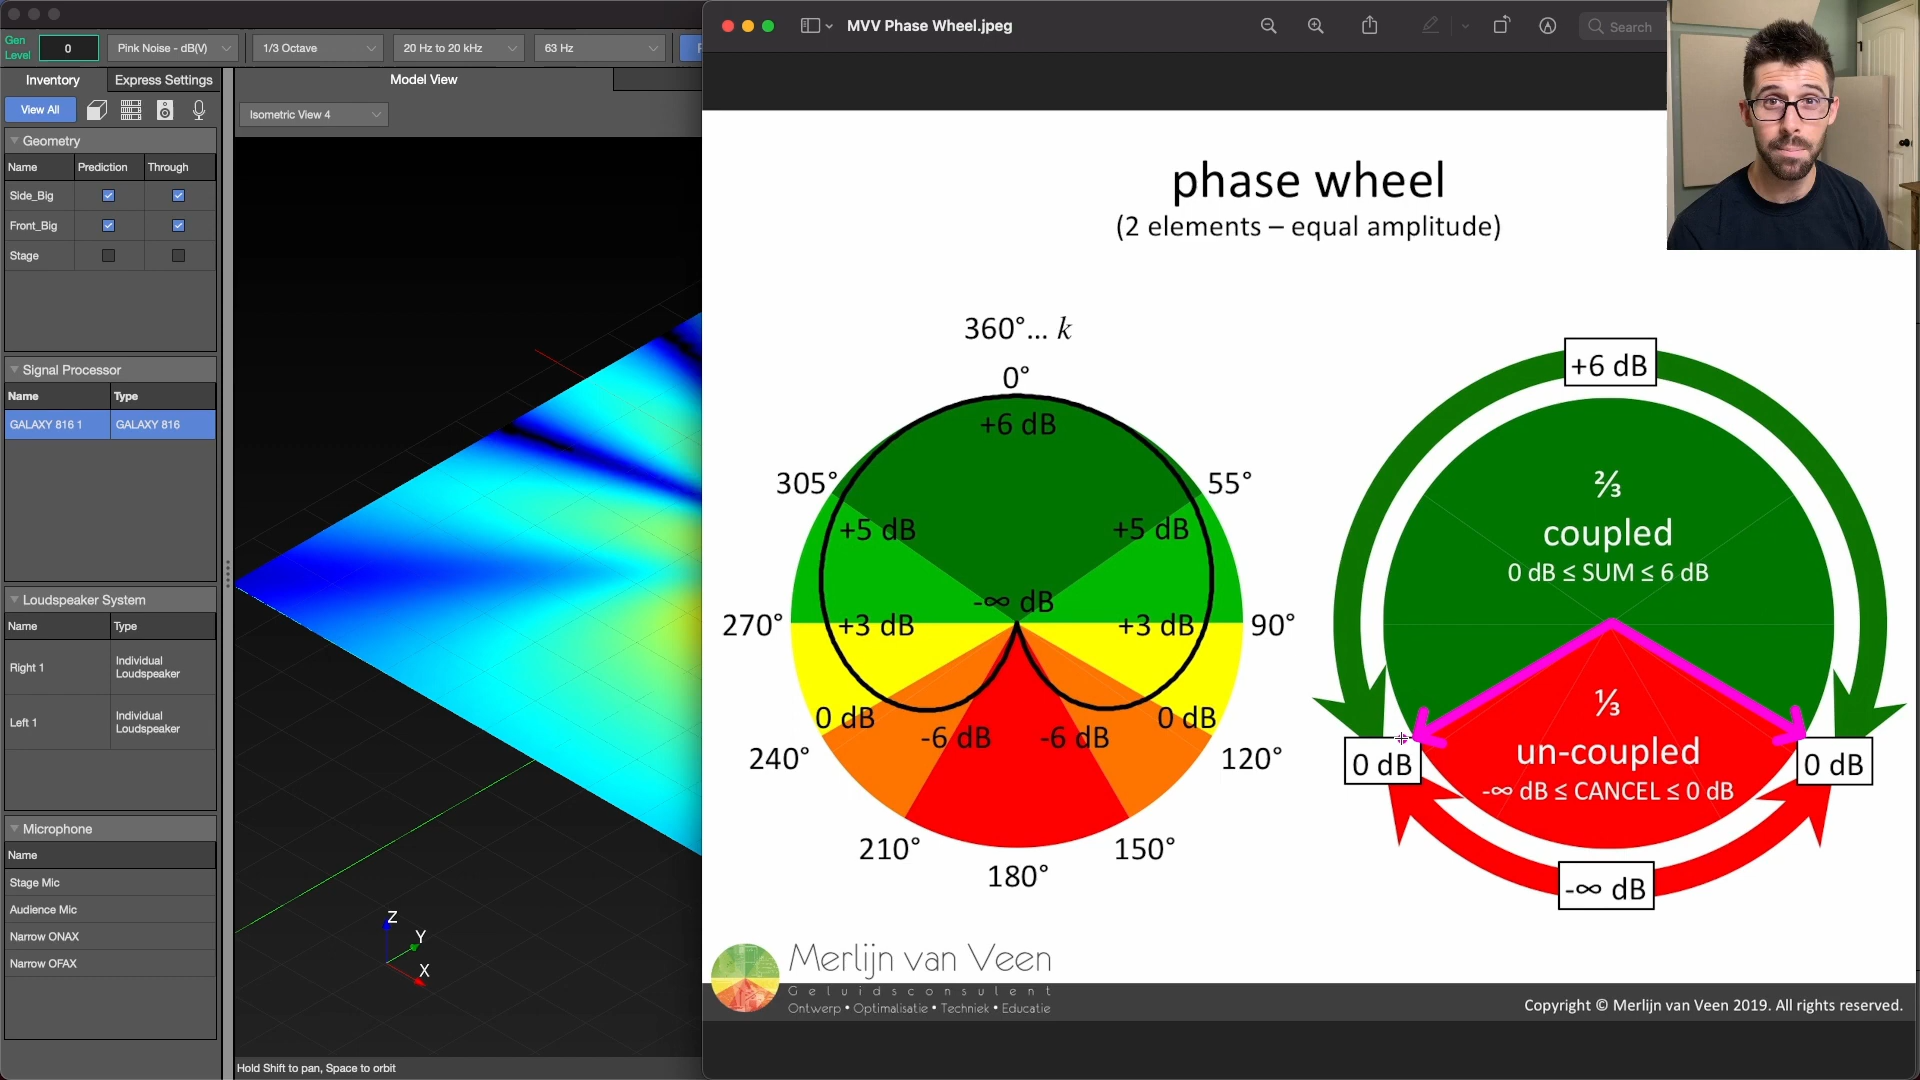 Gen
Level
0
Pink Noise - dB(V)
1/3 Octave
20 Hz to 20 kHz
63 Hz
Inventory
Express Settings
View All
Geometry
Name Prediction Through
Side_Big
Front_Big
Stage
Signal Processor
Name Type
GALAXY 816 1 GALAXY 816
Loudspeaker System
Name Type
Right 1 Individual
Loudspeaker
Left 1 Individual
Loudspeaker
Microphone
Name
Stage Mic
Audience Mic
Narrow ONAX
Narrow OFAX
Model View
Isometric View 4
Z
Y
X
Hold Shift to pan, Space to orbit
MVV Phase Wheel.jpeg
Search
phase wheel
(2 elements – equal amplitude)
360°... k
0°
+6 dB
305° 55°
+5 dB +5 dB
-∞ dB
270° +3 dB +3 dB 90°
0 dB -6 dB -6 dB 0 dB
240° 120°
210° 150°
180°
+6 dB
⅔
coupled
0 dB ≤ SUM ≤ 6 dB
⅓
un-coupled
-∞ dB ≤ CANCEL ≤ 0 dB
0 dB 0 dB
-∞ dB
Merlijn van Veen
Geluidsconsulent
Ontwerp • Optimalisatie • Techniek • Educatie
Copyright © Merlijn van Veen 2019. All rights reserved.